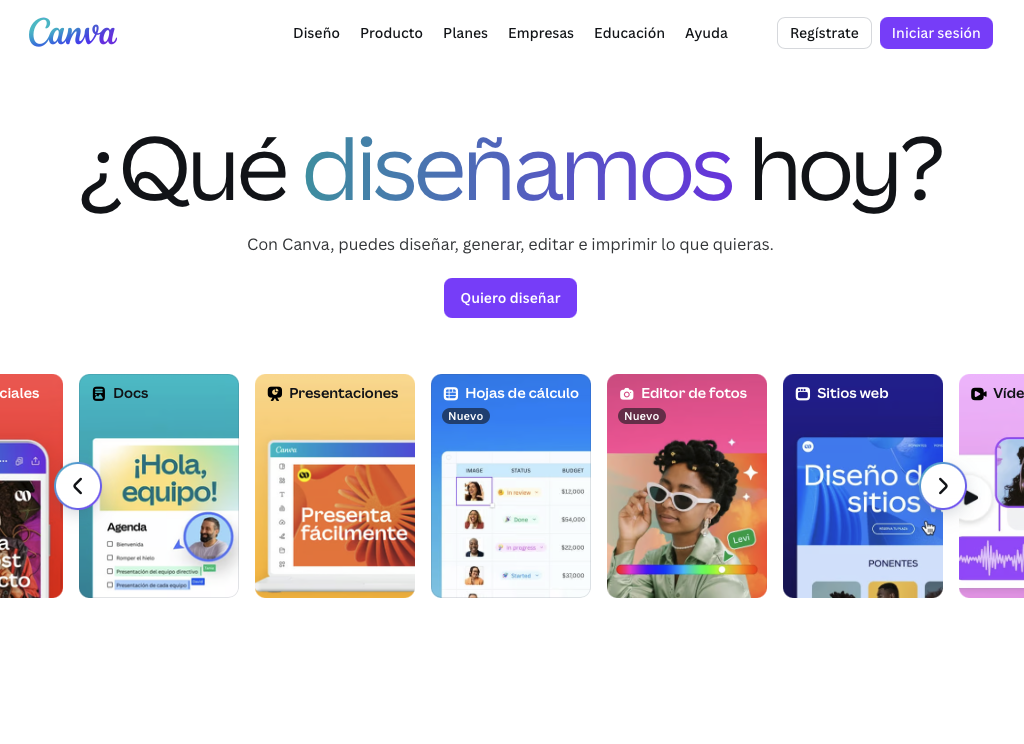 Canva
Diseño
Producto
Planes
Empresas
Educación
Ayuda
Regístrate
Iniciar sesión
¿Qué diseñamos hoy?
Con Canva, puedes diseñar, generar, editar e imprimir lo que quieras.
Quiero diseñar
ciales
Docs
¡Hola,
equipo!
Agenda
Bienvenida
Romper el hielo
Presentación del equipo directivo
Presentación de cada equipo
Presentaciones
Canva
Presenta
fácilmente
Hojas de cálculo
Nuevo
IMAGE STATUS BUDGET
In review $12,000
Done $54,000
In progress $22,000
Started $37,000
Editor de fotos
Nuevo
Levi
Sitios web
Diseño d
sitios
PONENTES
Víde